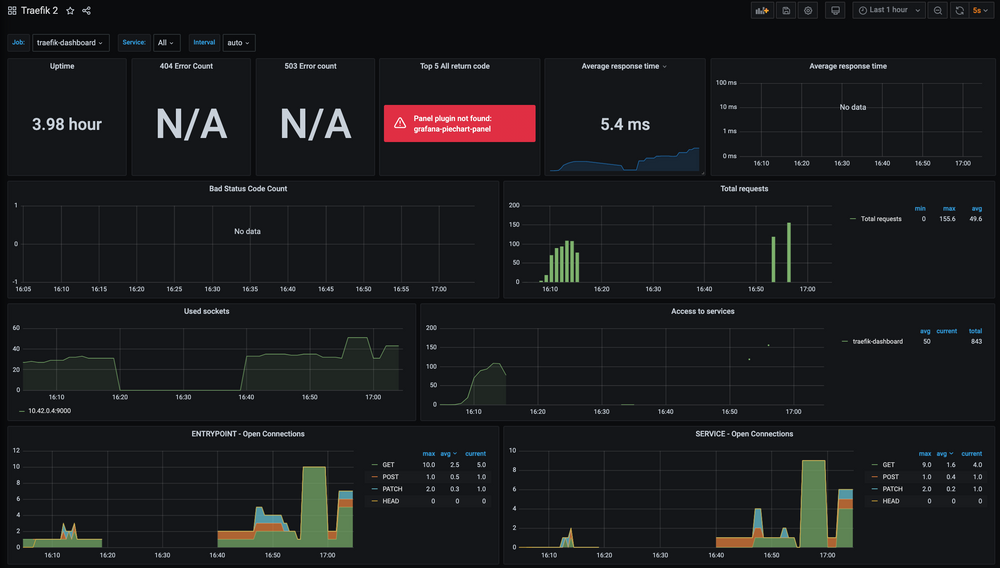 Traefik 2
Last 1 hour
5s
Job:
traefik-dashboard
Service:
All
Interval
auto
Uptime
3.98 hour
404 Error Count
N/A
503 Error count
N/A
Top 5 All return code
Panel plugin not found:
grafana-piechart-panel
Average response time
5.4 ms
Average response time
100 ms
10 ms
1 ms
0 ms
No data
16:10 16:20 16:30 16:40 16:50 17:00
Bad Status Code Count
1
0
-1
No data
16:05 16:10 16:15 16:20 16:25 16:30 16:35 16:40 16:45 16:50 16:55 17:00
Total requests
200
150
100
50
0
16:10 16:20 16:30 16:40 16:50 17:00
min max avg
Total requests 0 155.6 49.6
Used sockets
60
40
20
0
16:10 16:20 16:30 16:40 16:50 17:00
10.42.0.4:9000
Access to services
200
150
100
50
0
16:10 16:20 16:30 16:40 16:50 17:00
avg current total
traefik-dashboard 50 843
ENTRYPOINT - Open Connections
12
10
8
6
4
2
0
16:10 16:20 16:30 16:40 16:50 17:00
max avg current
GET 10.0 2.5 5.0
POST 1.0 0.5 1.0
PATCH 2.0 0.3 1.0
HEAD 0 0 0
SERVICE - Open Connections
10
8
6
4
2
0
16:10 16:20 16:30 16:40 16:50 17:00
max avg current
GET 9.0 1.6 4.0
POST 1.0 0.4 1.0
PATCH 2.0 0.2 1.0
HEAD 0 0 0